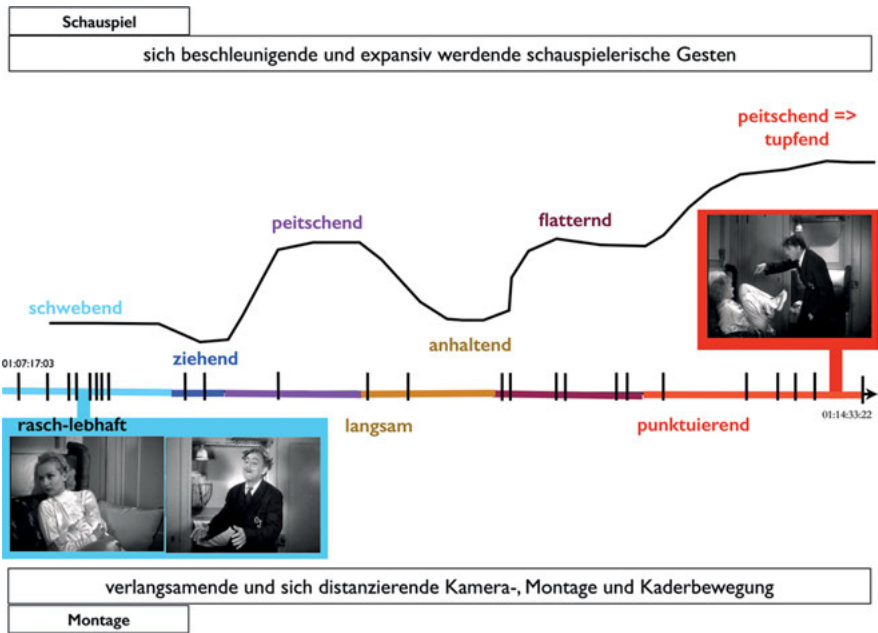 Schauspiel
sich beschleunigende und expansiv werdende schauspielerische Gesten
peitschend =>
tupfend
peitschend
flatternd
schwebend
ziehend
anhaltend
01:07:17:03
01:14:33:22
rasch-lebhaft
langsam
punktuierend
verlangsamende und sich distanzierende Kamera-, Montage und Kaderbewegung
Montage